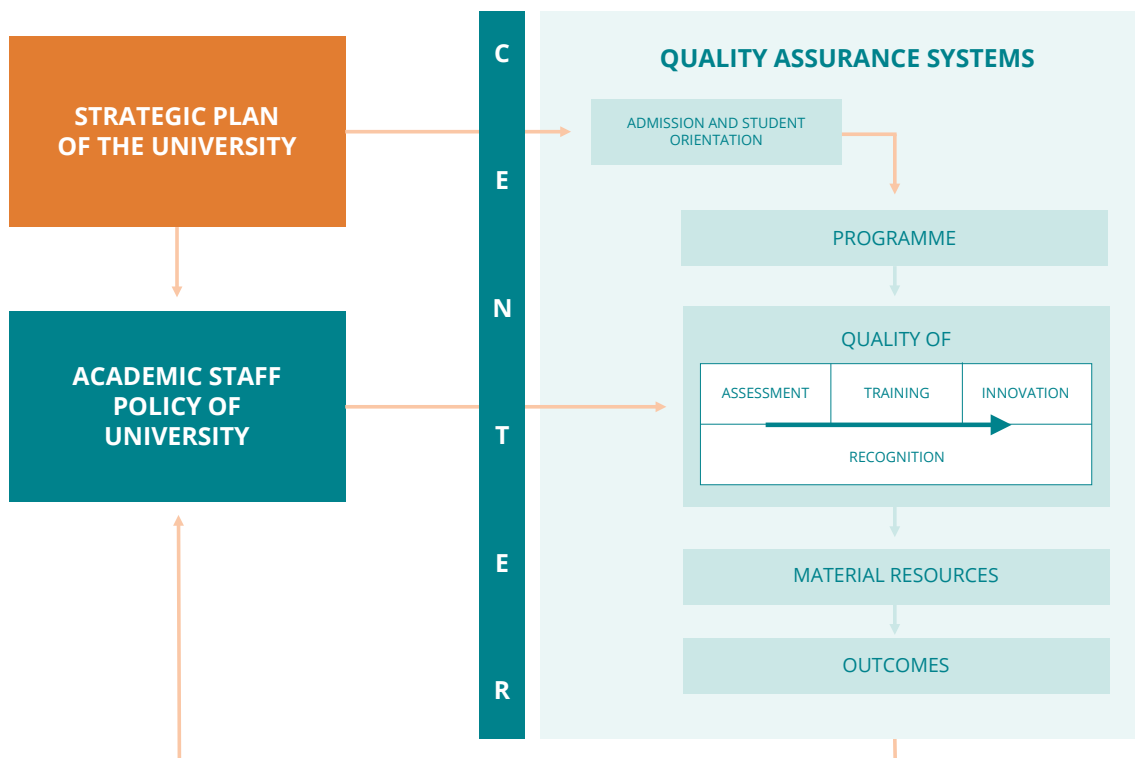 STRATEGIC PLAN
OF THE UNIVERSITY
ACADEMIC STAFF
POLICY OF
UNIVERSITY
C
E
N
T
E
R
QUALITY ASSURANCE SYSTEMS
ADMISSION AND STUDENT
ORIENTATION
PROGRAMME
QUALITY OF
ASSESSMENT TRAINING INNOVATION
RECOGNITION
MATERIAL RESOURCES
OUTCOMES